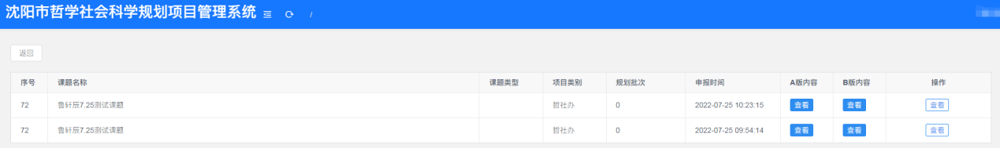 沈阳市哲学社会科学规划项目管理系统 /
返回
序号 课题名称 课题类型 项目类别 规划批次 申报时间 A版内容 B版内容 操作
72 鲁轩辰7.25测试课题 哲社办 0 2022-07-25 10:23:15 查看 查看 查看
72 鲁轩辰7.25测试课题 哲社办 0 2022-07-25 09:54:14 查看 查看 查看